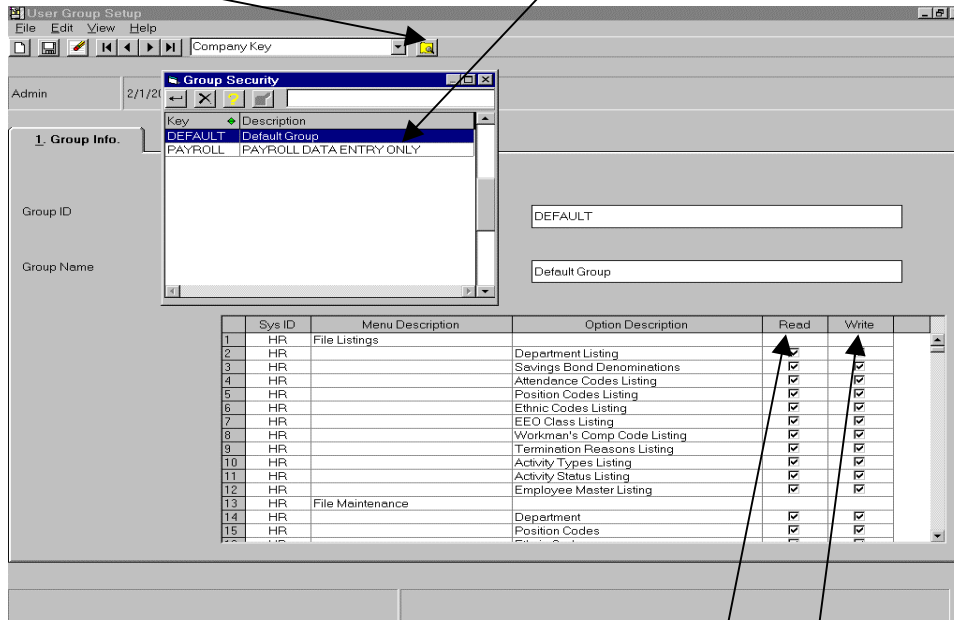 User Group Setup
File Edit View Help
Company Key
Group Security
Admin 2/1/20
Key Description
DEFAULT Default Group
PAYROLL PAYROLL DATA ENTRY ONLY
1. Group Info.
Group ID DEFAULT
Group Name Default Group
Sys ID Menu Description Option Description Read Write
1 HR File Listings
2 HR Department Listing
3 HR Savings Bond Denominations
4 HR Attendance Codes Listing
5 HR Position Codes Listing
6 HR Ethnic Codes Listing
7 HR EEO Class Listing
8 HR Workman's Comp Code Listing
9 HR Termination Reasons Listing
10 HR Activity Types Listing
11 HR Activity Status Listing
12 HR Employee Master Listing
13 HR File Maintenance
14 HR Department
15 HR Position Codes